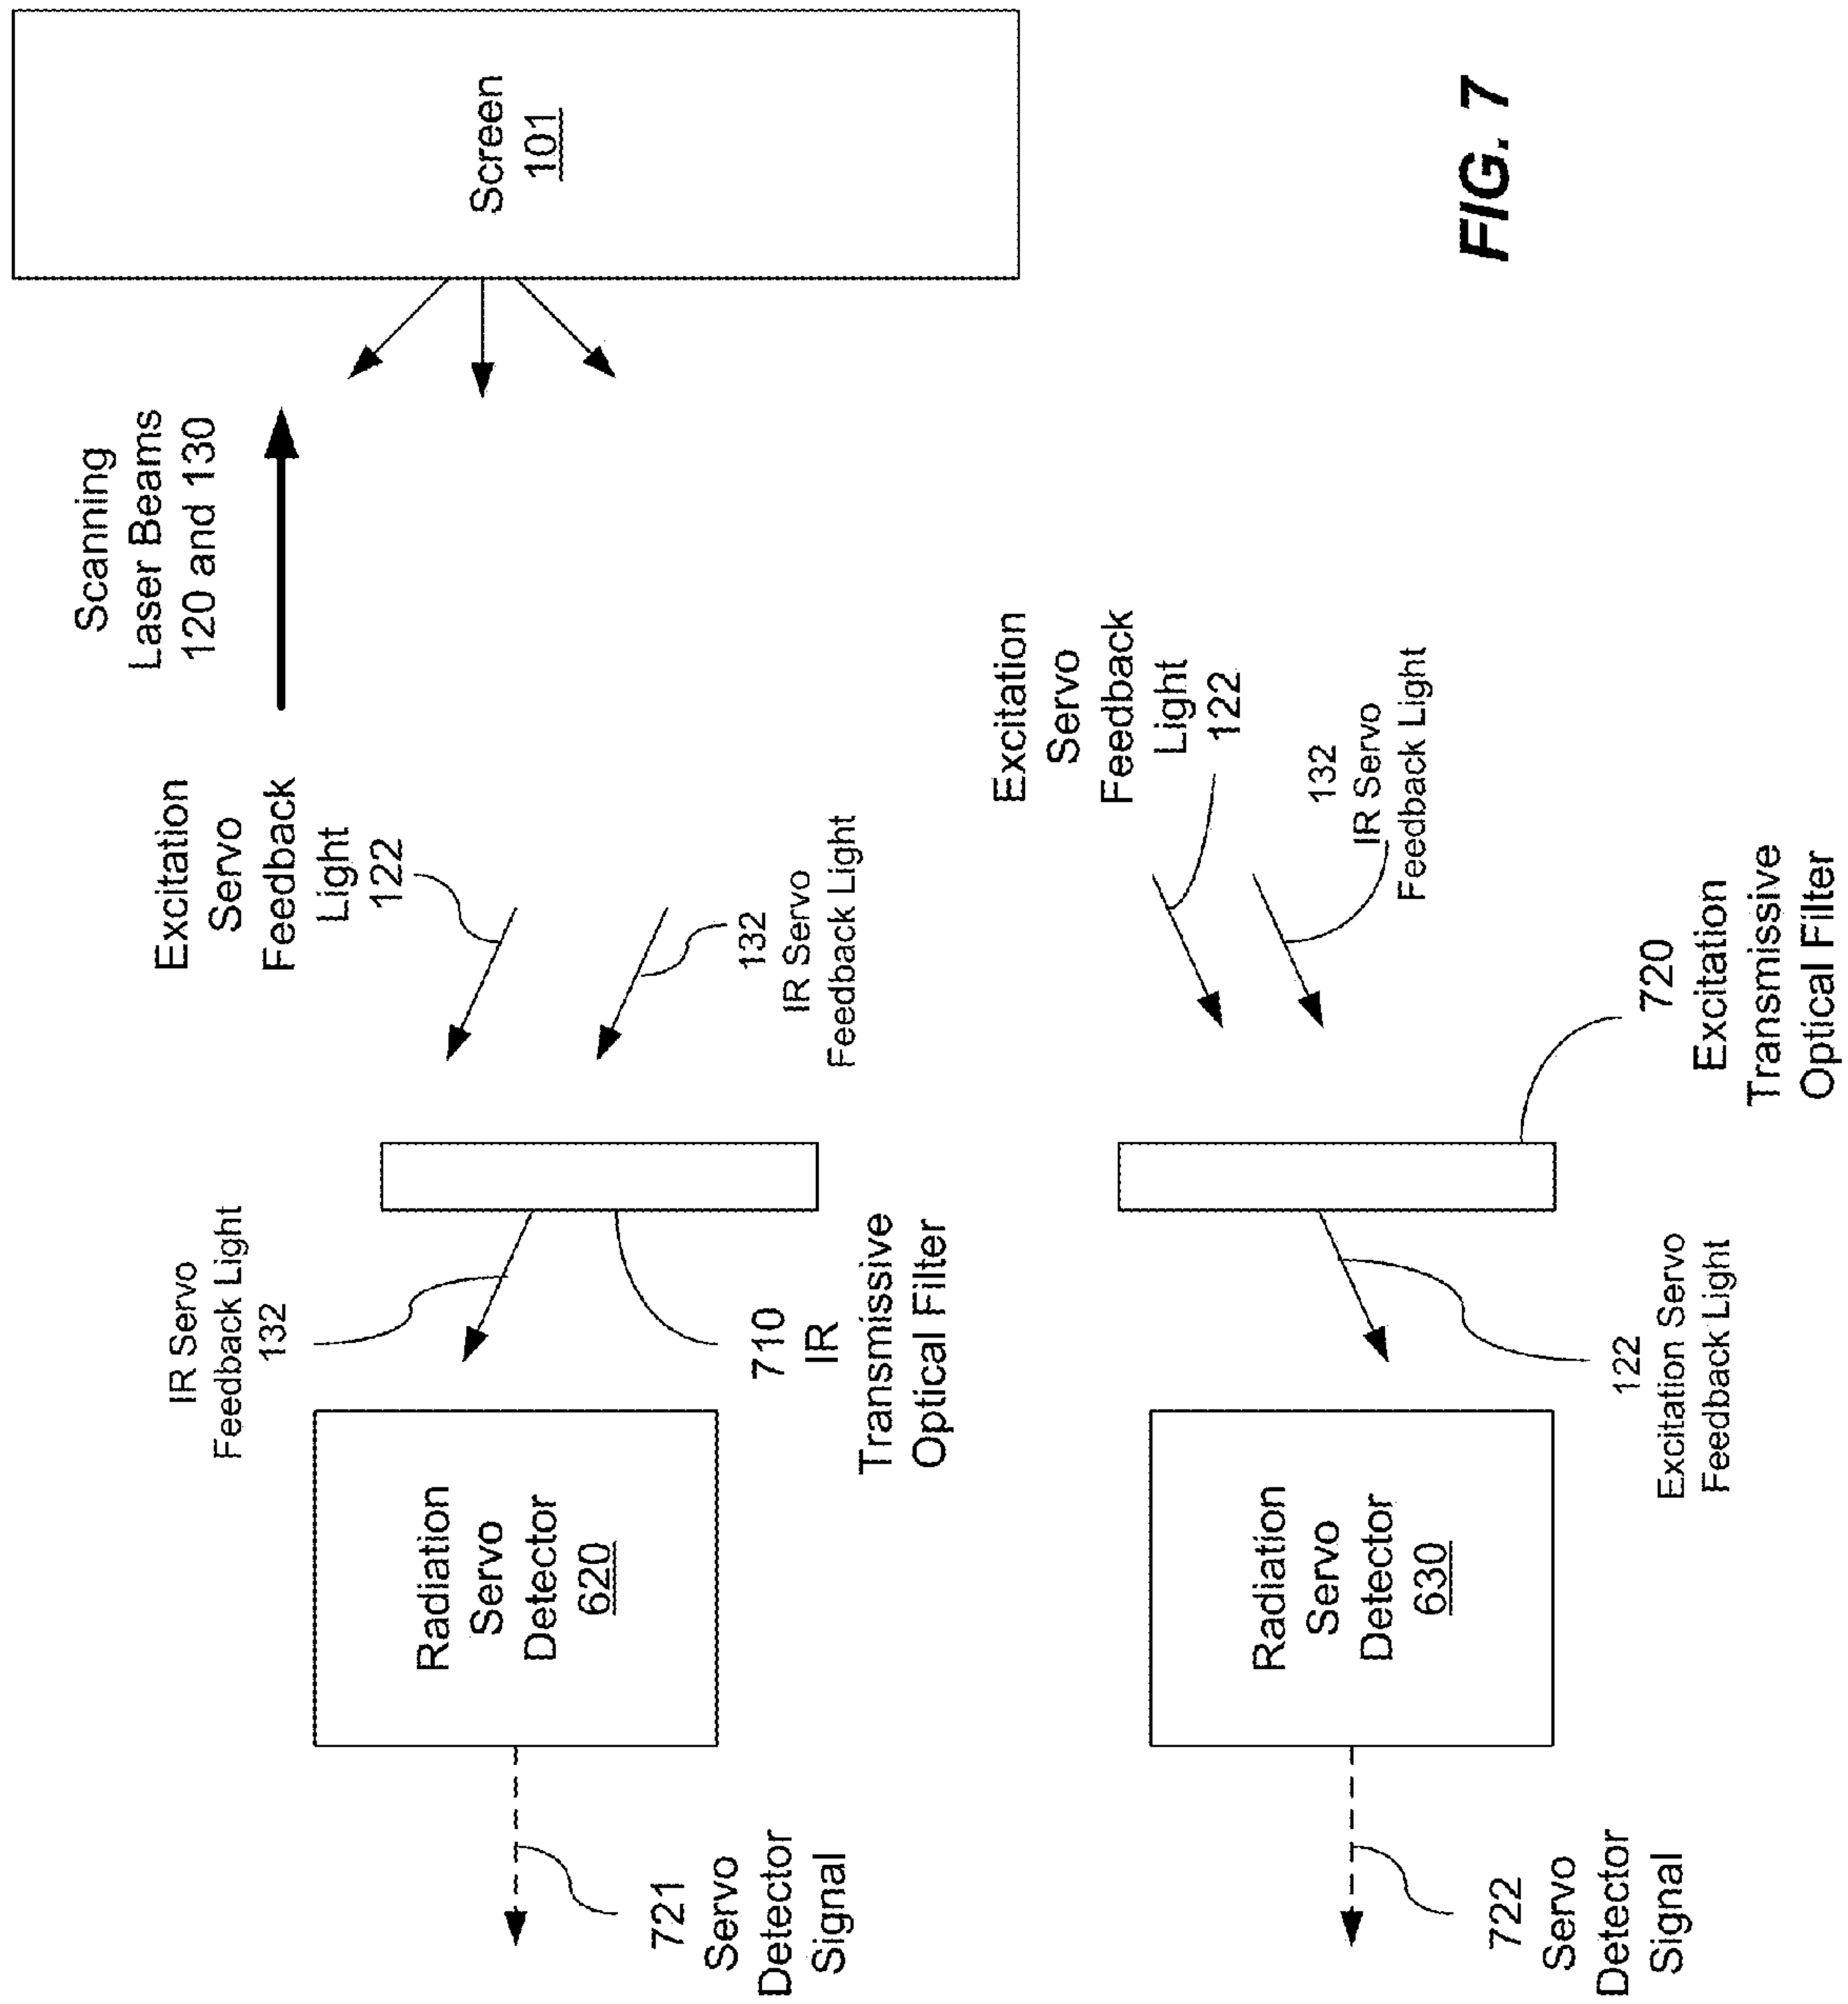 Screen
101
Scanning
Laser Beams
120 and 130
Excitation
Servo
Feedback
Light
122
132
IR Servo
Feedback Light
IR Servo
Feedback Light
132
710
IR
Transmissive
Optical Filter
Radiation
Servo
Detector
620
721
Servo
Detector
Signal
Excitation
Servo
Feedback
Light
122
132
IR Servo
Feedback Light
720
Excitation
Transmissive
Optical Filter
122
Excitation Servo
Feedback Light
Radiation
Servo
Detector
630
722
Servo
Detector
Signal
FIG. 7